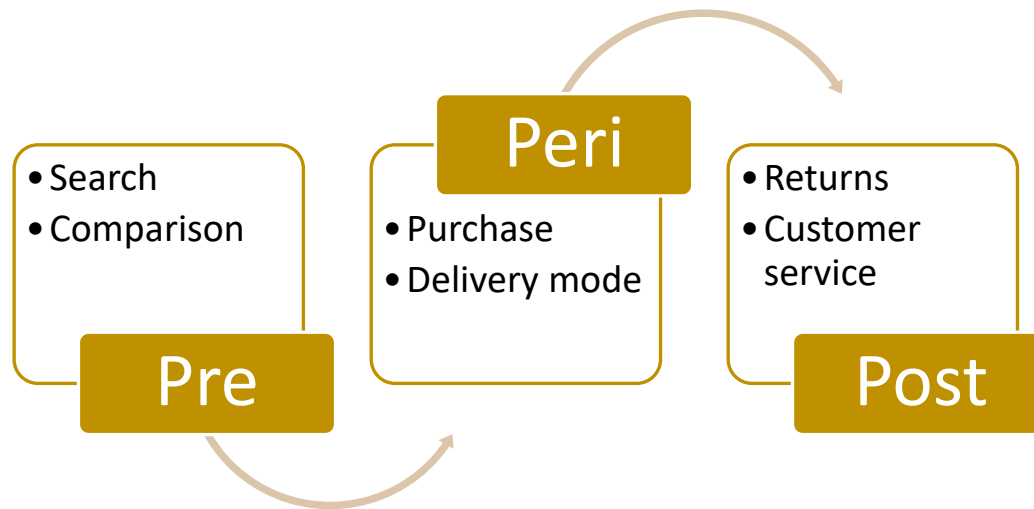 • Search
• Comparison
Pre
Peri
• Purchase
• Delivery mode
• Returns
• Customer
service
Post